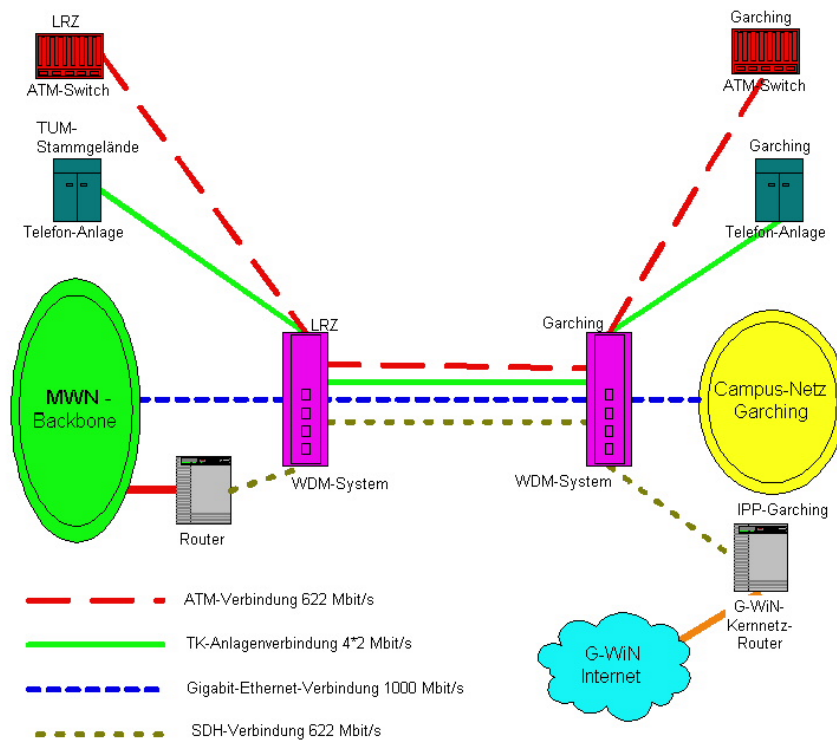 LRZ
ATM-Switch
Garching
ATM-Switch
TUM-
Stammgelände
Telefon-Anlage
Garching
Telefon-Anlage
LRZ
Garching
MWN -
Backbone
Campus-Netz
Garching
WDM-System
WDM-System
Router
IPP-Garching
G-WiN-
Kernnetz-
Router
G-WiN
Internet
ATM-Verbindung 622 Mbit/s
TK-Anlagenverbindung 4*2 Mbit/s
Gigabit-Ethernet-Verbindung 1000 Mbit/s
SDH-Verbindung 622 Mbit/s